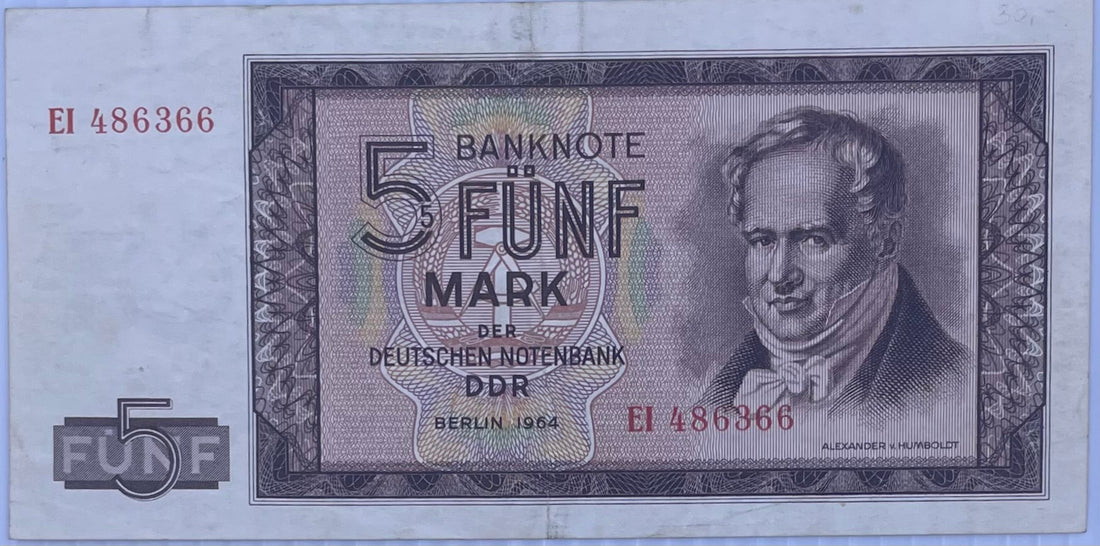 50,-
EI 486366
5 BANKNOTE
5 FÜNF
MARK
DER
DEUTSCHEN NOTENBANK
DDR
BERLIN 1964
EI 486366
ALEXANDER v. HUMBOLDT
5
FÜNF